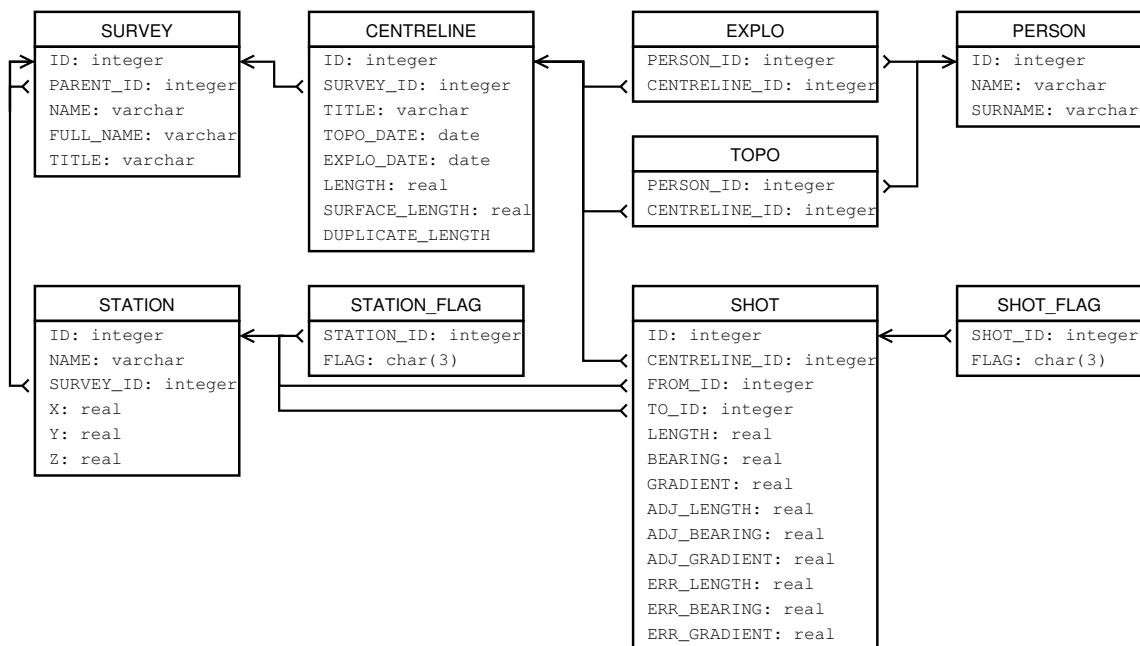 SURVEY
ID: integer
PARENT_ID: integer
NAME: varchar
FULL_NAME: varchar
TITLE: varchar
CENTRELINE
ID: integer
SURVEY_ID: integer
TITLE: varchar
TOPO_DATE: date
EXPLO_DATE: date
LENGTH: real
SURFACE_LENGTH: real
DUPLICATE_LENGTH
EXPLO
PERSON_ID: integer
CENTRELINE_ID: integer
PERSON
ID: integer
NAME: varchar
SURNAME: varchar
TOPO
PERSON_ID: integer
CENTRELINE_ID: integer
STATION
ID: integer
NAME: varchar
SURVEY_ID: integer
X: real
Y: real
Z: real
STATION_FLAG
STATION_ID: integer
FLAG: char(3)
SHOT
ID: integer
CENTRELINE_ID: integer
FROM_ID: integer
TO_ID: integer
LENGTH: real
BEARING: real
GRADIENT: real
ADJ_LENGTH: real
ADJ_BEARING: real
ADJ_GRADIENT: real
ERR_LENGTH: real
ERR_BEARING: real
ERR_GRADIENT: real
SHOT_FLAG
SHOT_ID: integer
FLAG: char(3)